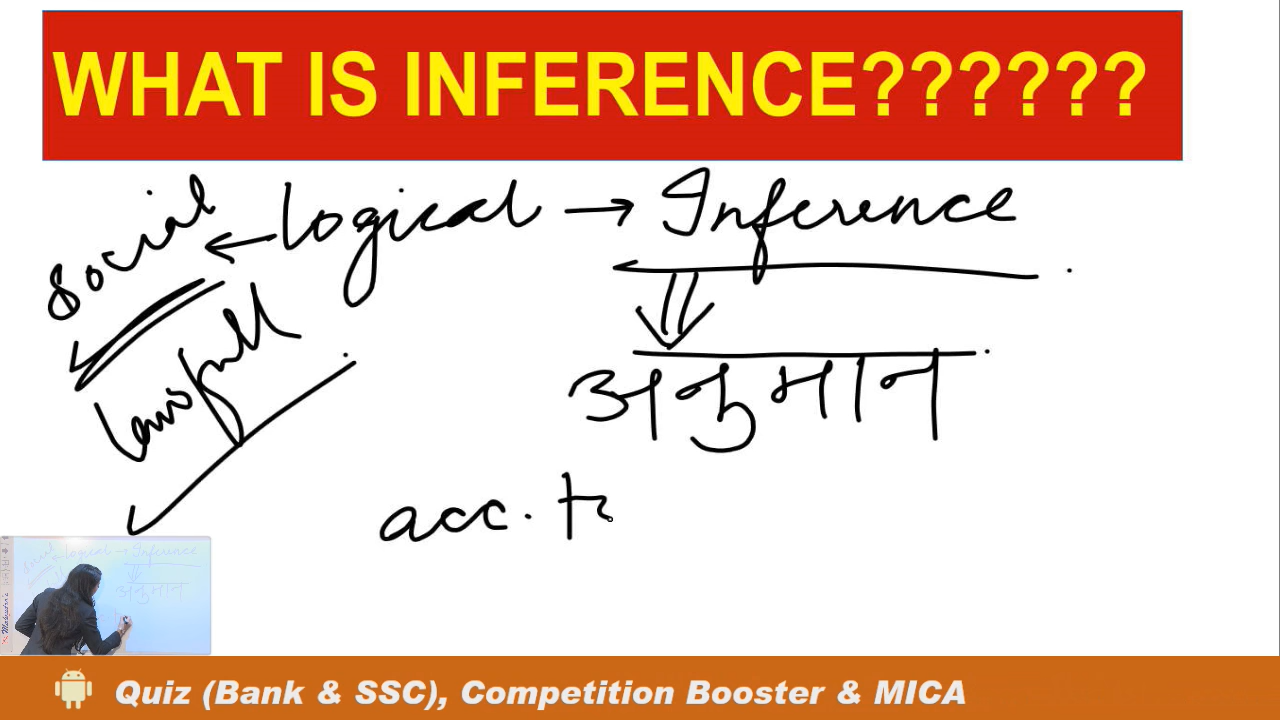 WHAT IS INFERENCE??????
social ← logical → Inference
lawfull
अनुमान
acc. to
Quiz (Bank & SSC), Competition Booster & MICA